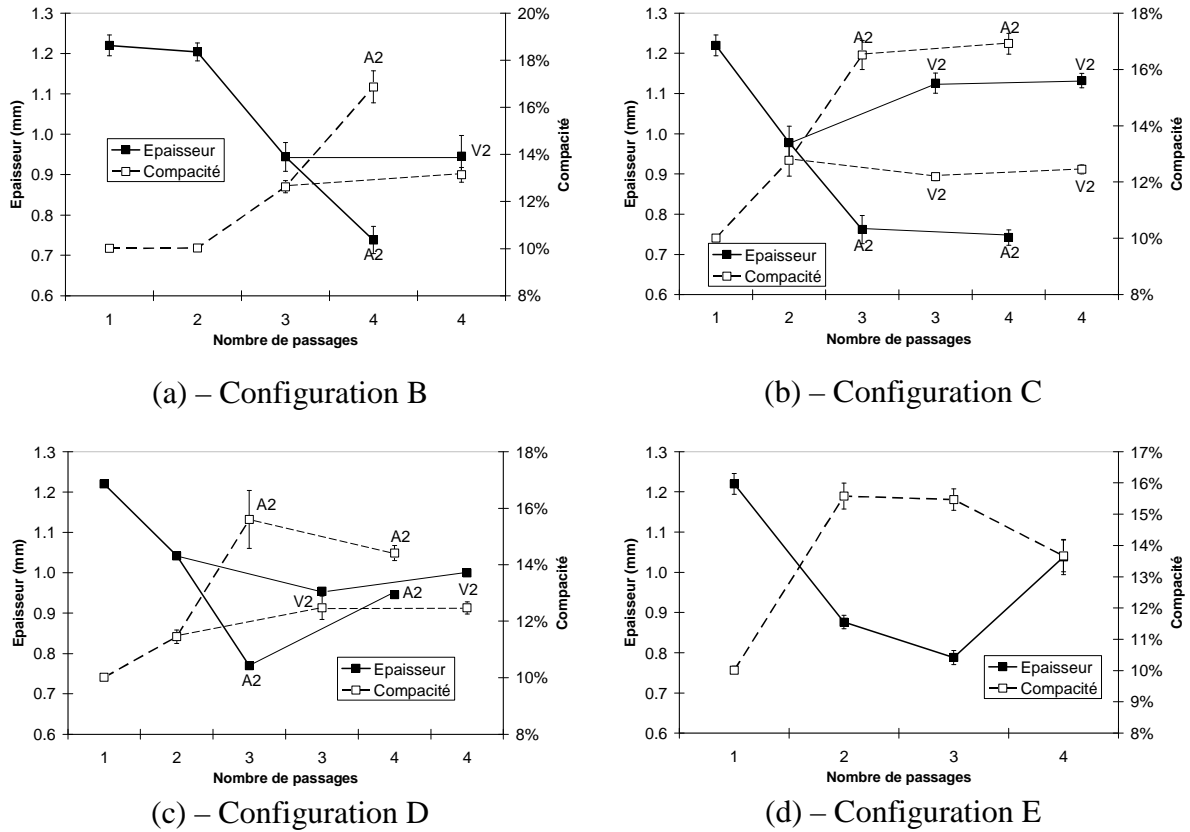 1.3
1.2
1.1
1.0
0.9
0.8
0.7
0.6
Epaisseur (mm)
20%
18%
16%
14%
12%
10%
8%
Compacité
A2
V2
A2
Epaisseur
Compacité
1 2 3 4 4
Nombre de passages
(a) – Configuration B
1.3
1.2
1.1
1.0
0.9
0.8
0.7
0.6
Epaisseur (mm)
18%
16%
14%
12%
10%
8%
Compacité
A2
A2
V2
V2
V2
V2
A2
A2
Epaisseur
Compacité
1 2 3 3 4 4
Nombre de passages
(b) – Configuration C
1.3
1.2
1.1
1.0
0.9
0.8
0.7
0.6
Epaisseur (mm)
18%
16%
14%
12%
10%
8%
Compacité
A2
A2
V2
A2
V2
A2
Epaisseur
Compacité
1 2 3 3 4 4
Nombre de passages
(c) – Configuration D
1.3
1.2
1.1
1.0
0.9
0.8
0.7
0.6
Epaisseur (mm)
17%
16%
15%
14%
13%
12%
11%
10%
9%
8%
Compacité
Epaisseur
Compacité
1 2 3 4
Nombre de passages
(d) – Configuration E